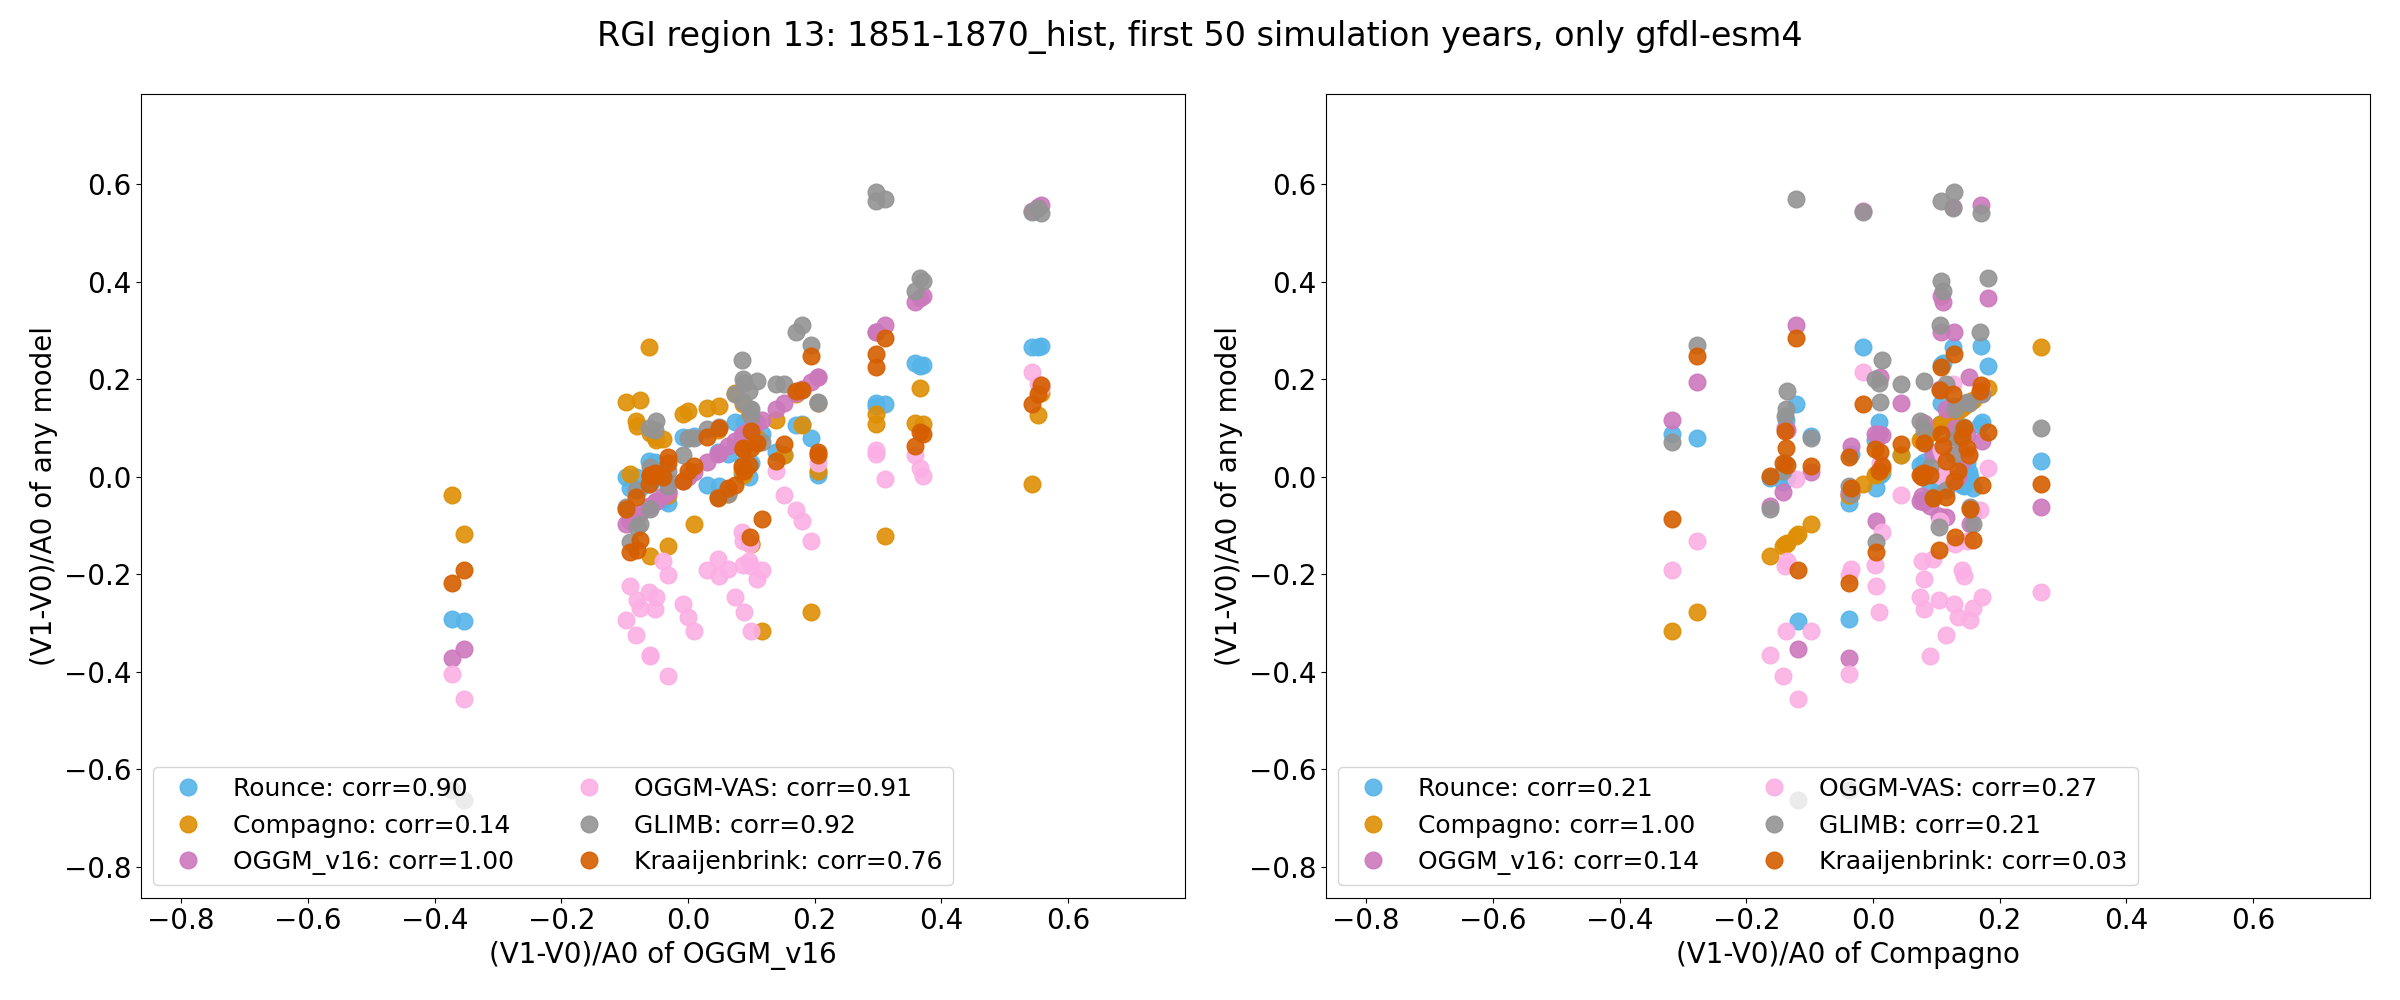 RGI region 13: 1851-1870_hist, first 50 simulation years, only gfdl-esm4
(V1-V0)/A0 of any model
0.6
0.4
0.2
0.0
−0.2
−0.4
−0.6
−0.8
Rounce: corr=0.90
Compagno: corr=0.14
OGGM_v16: corr=1.00
OGGM-VAS: corr=0.91
GLIMB: corr=0.92
Kraaijenbrink: corr=0.76
−0.8 −0.6 −0.4 −0.2 0.0 0.2 0.4 0.6
(V1-V0)/A0 of OGGM_v16
(V1-V0)/A0 of any model
0.6
0.4
0.2
0.0
−0.2
−0.4
−0.6
−0.8
Rounce: corr=0.21
Compagno: corr=1.00
OGGM_v16: corr=0.14
OGGM-VAS: corr=0.27
GLIMB: corr=0.21
Kraaijenbrink: corr=0.03
−0.8 −0.6 −0.4 −0.2 0.0 0.2 0.4 0.6
(V1-V0)/A0 of Compagno